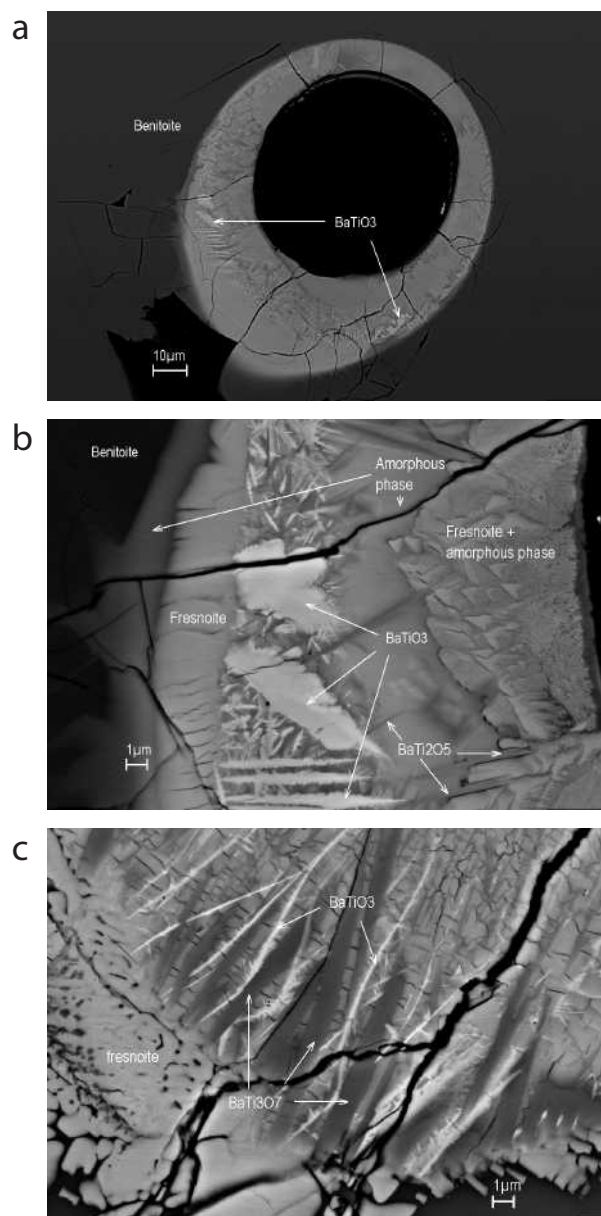 a
Benitoite
BaTiO3
10µm
b
Benitoite
Amorphous
phase
Fresnoite +
amorphous phase
Fresnoite
BaTiO3
BaTi2O5
1µm
c
BaTiO3
fresnoite
BaTi3O7
1µm